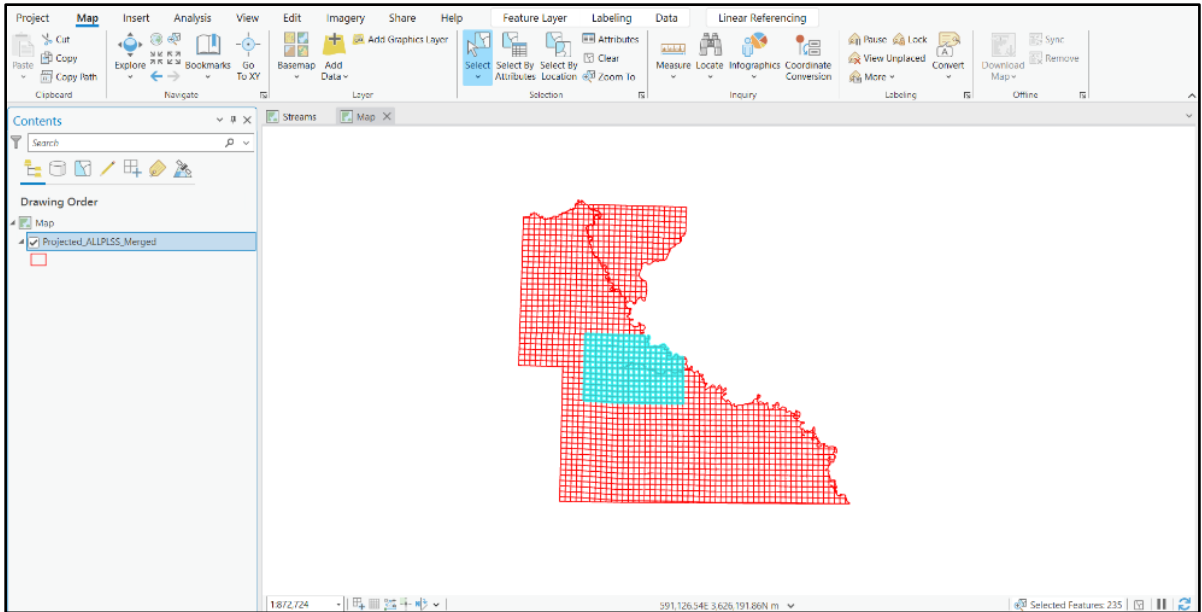 Project Map Insert Analysis View Edit Imagery Share Help Feature Layer Labeling Data Linear Referencing
Cut
Copy
Paste
Copy Path
Clipboard
Explore
Bookmarks
Go To XY
Navigate
Basemap
Add Data
Add Graphics Layer
Layer
Select
Select By Attributes
Select By Location
Attributes
Clear
Zoom To
Selection
Measure
Locate
Infographics
Coordinate Conversion
Inquiry
Pause
Lock
View Unplaced
More
Convert
Labeling
Download Map
Sync
Remove
Offline
Contents
Search
Drawing Order
Map
Projected_ALLPLSS_Merged
Streams
Map
1:872,724
591,126.54E 3,626,191.86N m
Selected Features: 235